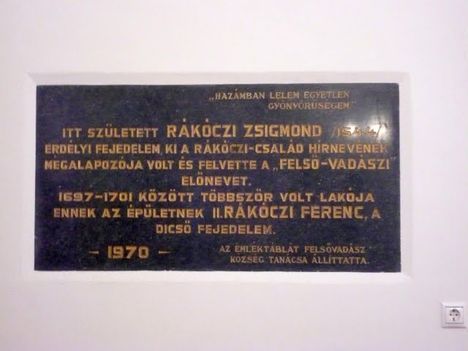 „HAZÁMBAN LELEM EGYETLEN
GYÖNYÖRŰSÉGEM”
ITT SZÜLETETT RÁKÓCZI ZSIGMOND /1544/
ERDÉLYI FEJEDELEM, KI A RÁKÓCZI-CSALÁD HÍRNEVÉNEK
MEGALAPOZÓJA VOLT ÉS FELVETTE A „FELSŐ-VADÁSZI”
ELŐNEVET.
1697-1701 KÖZÖTT TÖBBSZÖR VOLT LAKÓJA
ENNEK AZ ÉPÜLETNEK II. RÁKÓCZI FERENC, A
DICSŐ FEJEDELEM.
- 1970 -
AZ EMLÉKTÁBLÁT FELSŐVADÁSZ
KÖZSÉG TANÁCSA ÁLLÍTTATTA.